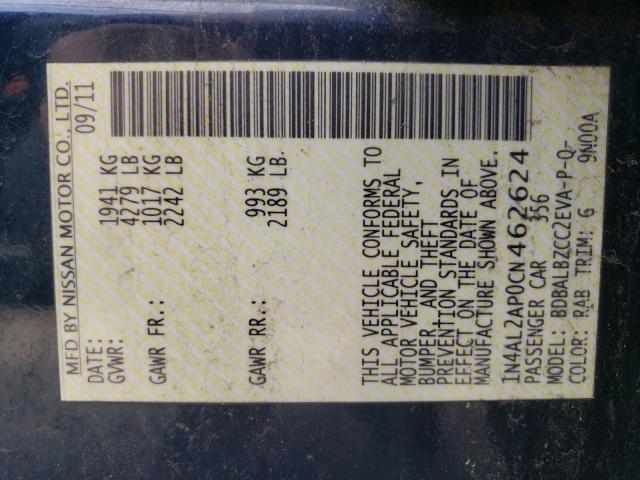 MFD BY NISSAN MOTOR CO., LTD.
DATE: 09/11
GVWR: 1941 KG
4279 LB
GAWR FR.: 1017 KG
2242 LB
GAWR RR.: 993 KG
2189 LB.
THIS VEHICLE CONFORMS TO
ALL APPLICABLE FEDERAL
MOTOR VEHICLE SAFETY,
BUMPER, AND THEFT
PREVENTION STANDARDS IN
EFFECT ON THE DATE OF
MANUFACTURE SHOWN ABOVE.
1N4AL2AP0CN462624
PASSENGER CAR 356
MODEL: BDBALBZCC2EVA-P-Q-
COLOR: RAB TRIM: G 9N00A